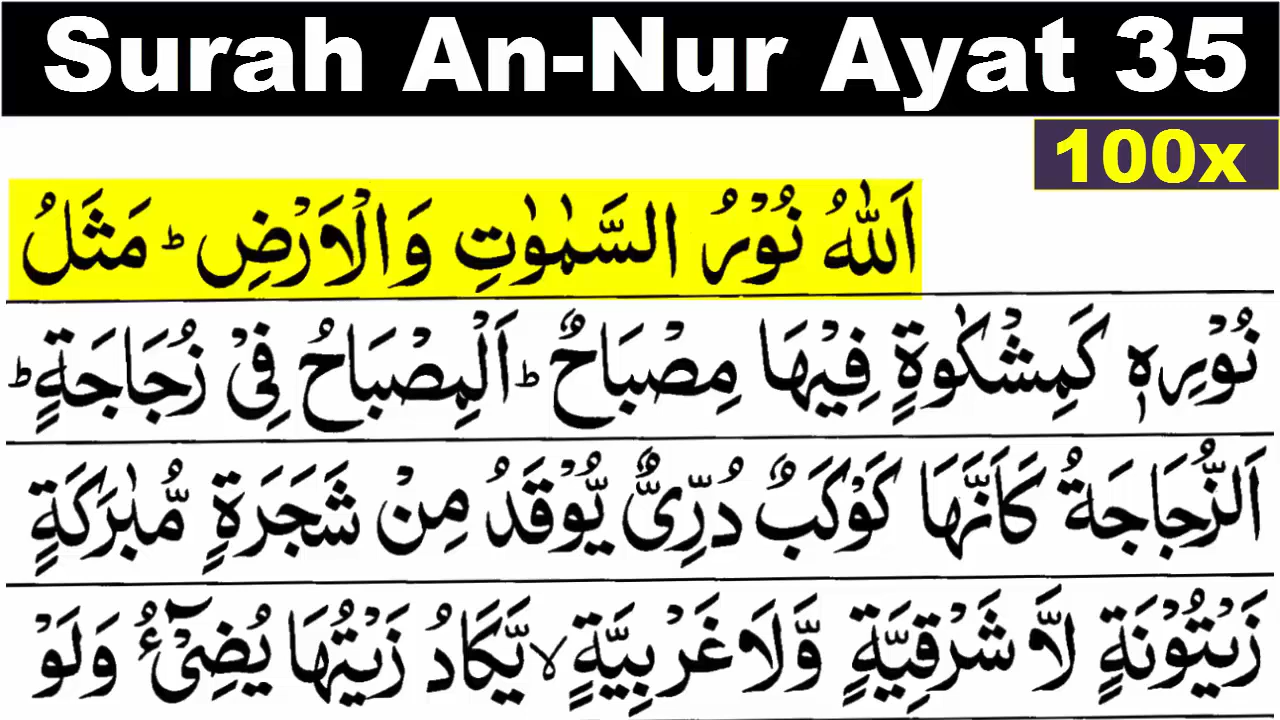 Surah An-Nur Ayat 35
100x
اَللّٰهُ نُوْرُ السَّمٰوٰتِ وَالْاَرْضِ ؕ مَثَلُ
نُوْرِهٖ كَمِشْكٰوةٍ فِيْهَا مِصْبَاحٌ ؕ اَلْمِصْبَاحُ فِیْ زُجَاجَةٍ ؕ
اَلزُّجَاجَةُ كَاَنَّهَا كَوْكَبٌ دُرِّیٌّ يُّوْقَدُ مِنْ شَجَرَةٍ مُّبٰرَكَةٍ
زَيْتُوْنَةٍ لَّا شَرْقِيَّةٍ وَّلَا غَرْبِيَّةٍ ۙ يَّكَادُ زَيْتُهَا يُضِیْٓءُ وَلَوْ